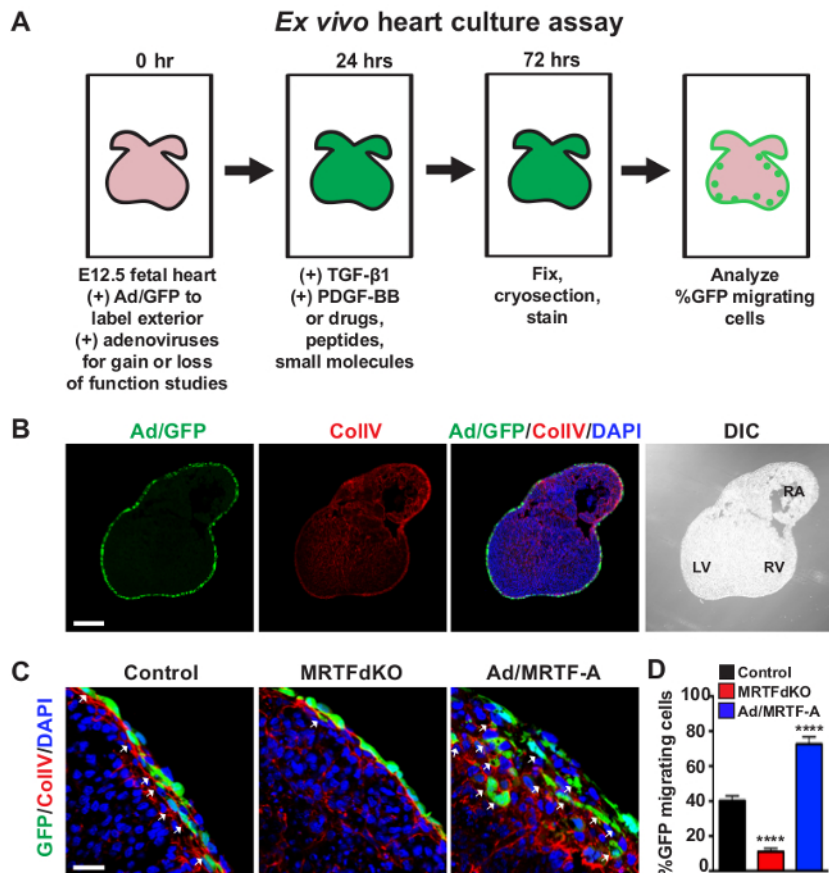 A
Ex vivo heart culture assay
0 hr
24 hrs
72 hrs
E12.5 fetal heart
(+) Ad/GFP to
label exterior
(+) adenoviruses
for gain or loss
of function studies
(+) TGF-β1
(+) PDGF-BB
or drugs,
peptides,
small molecules
Fix,
cryosection,
stain
Analyze
%GFP migrating
cells
B
Ad/GFP
ColIV
Ad/GFP/ColIV/DAPI
DIC
RA
LV
RV
C
Control
MRTFdKO
Ad/MRTF-A
GFP/ColIV/DAPI
D
Control
MRTFdKO
Ad/MRTF-A
%GFP migrating cells
100
80
60
40
20
0
****
****